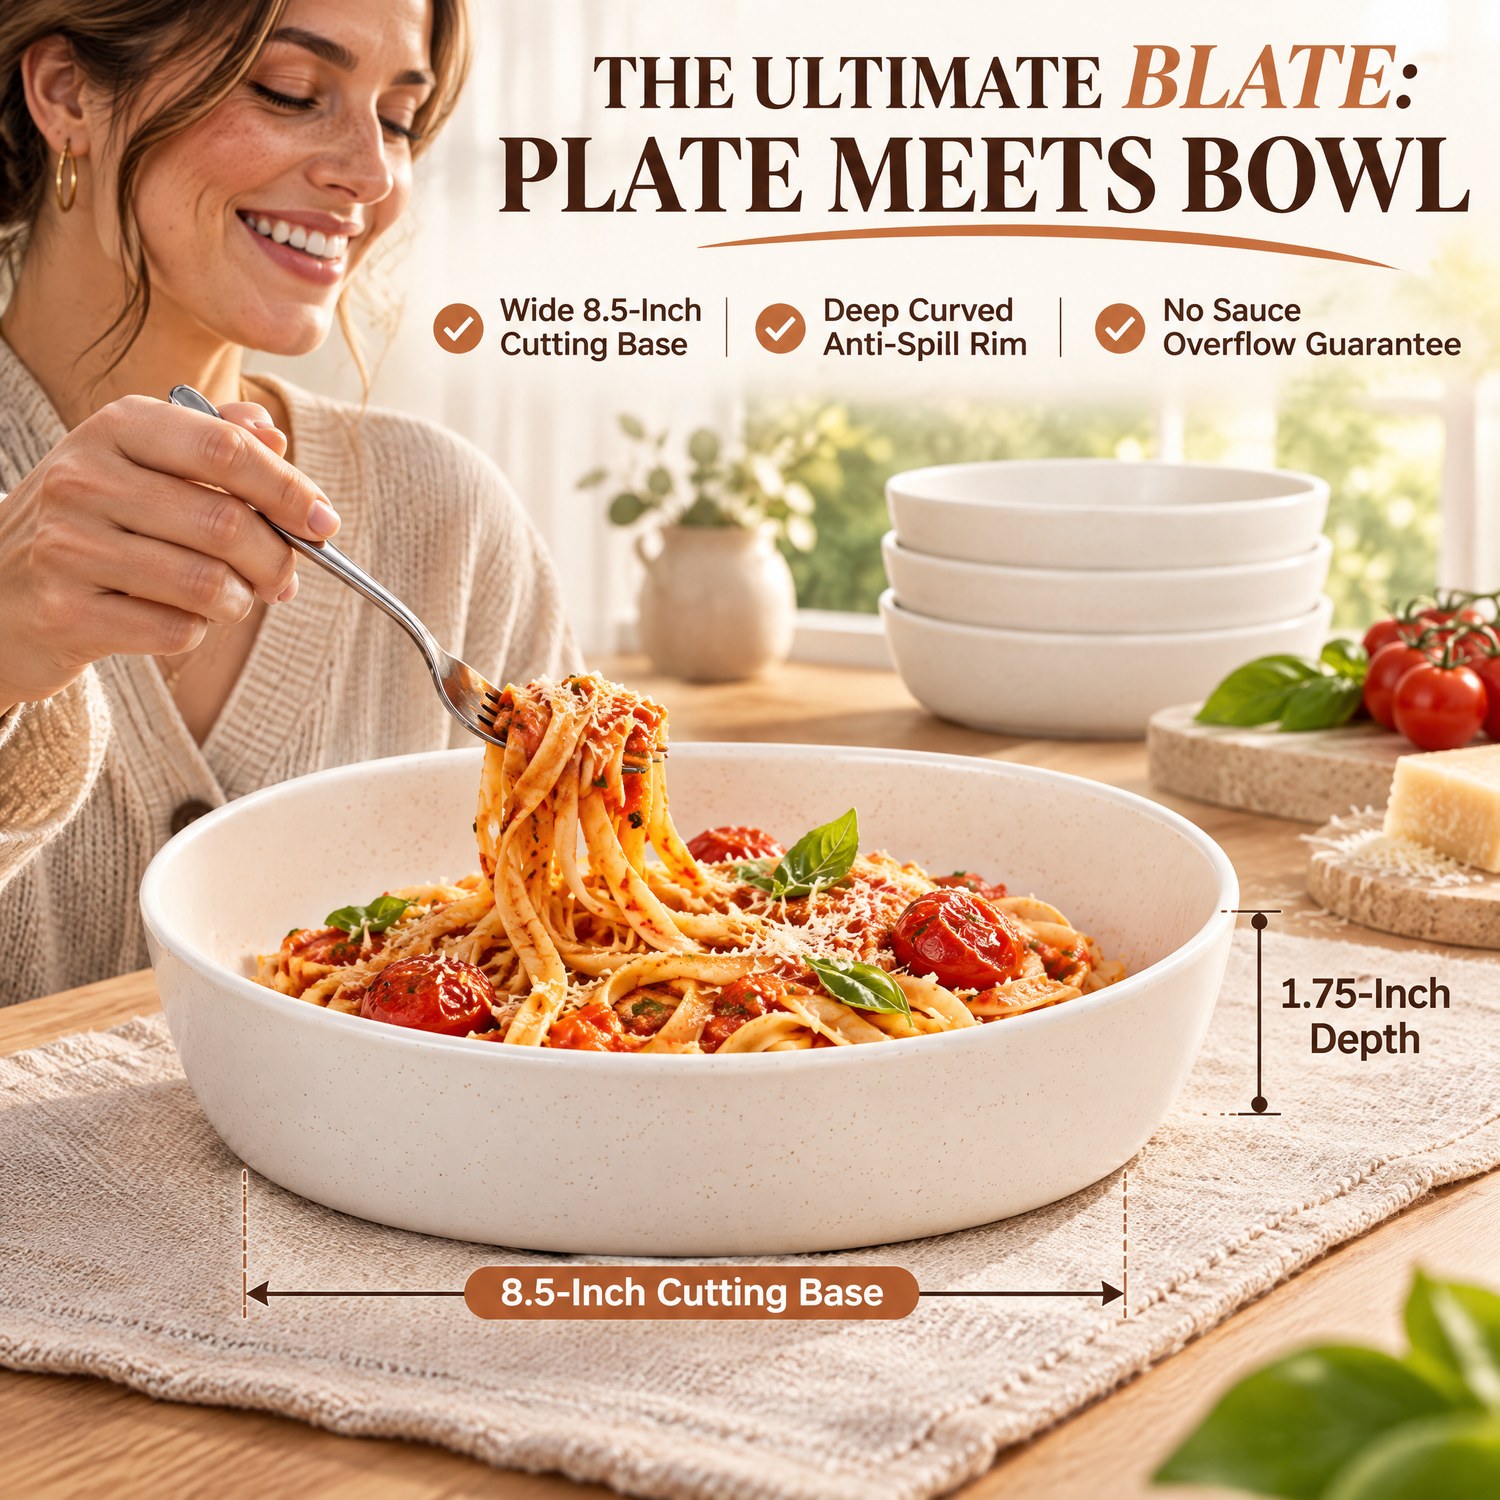 THE ULTIMATE BLATE:
PLATE MEETS BOWL
Wide 8.5-Inch
Cutting Base
Deep Curved
Anti-Spill Rim
No Sauce
Overflow Guarantee
1.75-Inch
Depth
8.5-Inch Cutting Base